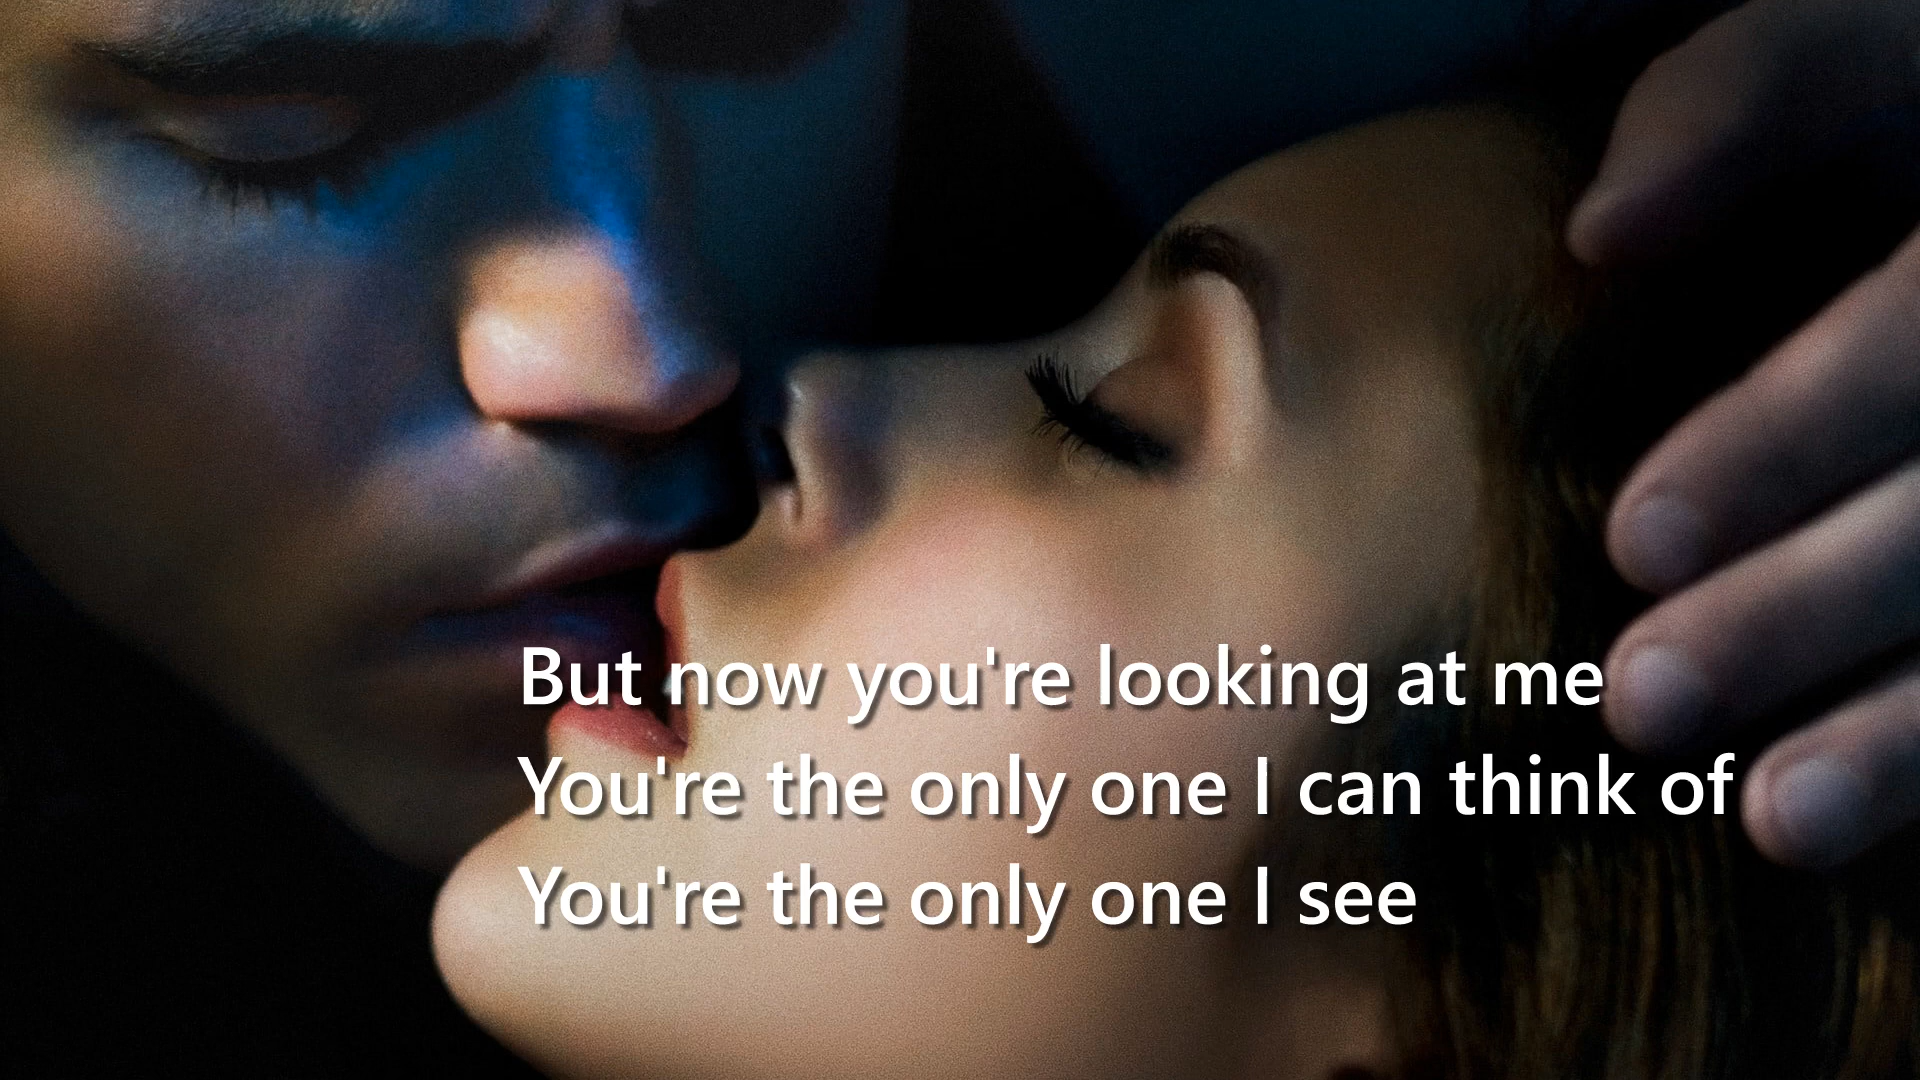 But now you're looking at me
You're the only one I can think of
You're the only one I see